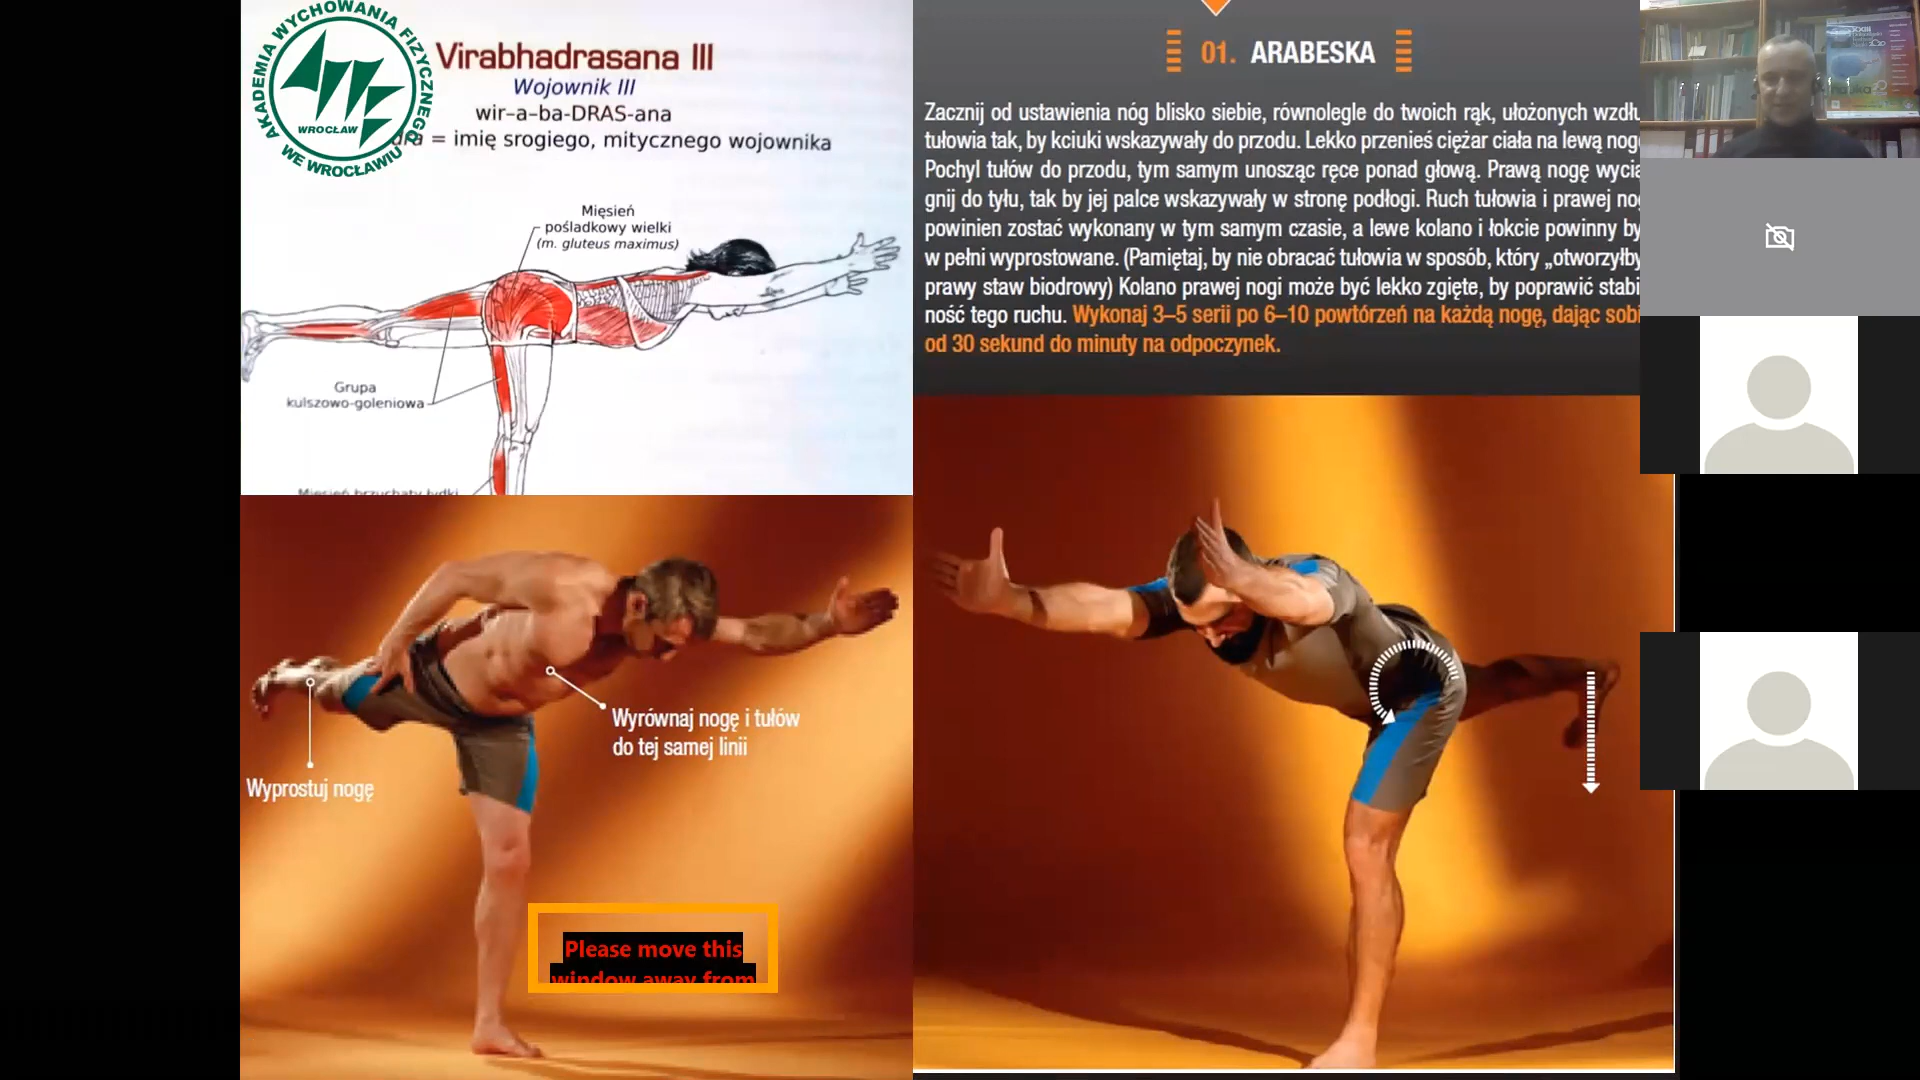 AKADEMIA WYCHOWANIA FIZYCZNEGO
WROCŁAW
WE WROCŁAWIU
Virabhadrasana III
Wojownik III
wir–a–ba–DRAS-ana
= imię srogiego, mitycznego wojownika
Mięsień
pośladkowy wielki
(m. gluteus maximus)
Grupa
kulszowo-goleniowa
Mięsień brzuchaty łydki
Wyrównaj nogę i tułów
do tej samej linii
Wyprostuj nogę
Please move this
window away from
01. ARABESKA
Zacznij od ustawienia nóg blisko siebie, równolegle do twoich rąk, ułożonych wzdłu
tułowia tak, by kciuki wskazywały do przodu. Lekko przenieś ciężar ciała na lewą nog
Pochyl tułów do przodu, tym samym unosząc ręce ponad głową. Prawą nogę wycią
gnij do tyłu, tak by jej palce wskazywały w stronę podłogi. Ruch tułowia i prawej no
powinien zostać wykonany w tym samym czasie, a lewe kolano i łokcie powinny by
w pełni wyprostowane. (Pamiętaj, by nie obracać tułowia w sposób, który „otworzyłby
prawy staw biodrowy) Kolano prawej nogi może być lekko zgięte, by poprawić stabi
ność tego ruchu. Wykonaj 3–5 serii po 6–10 powtórzeń na każdą nogę, dając sobi
od 30 sekund do minuty na odpoczynek.